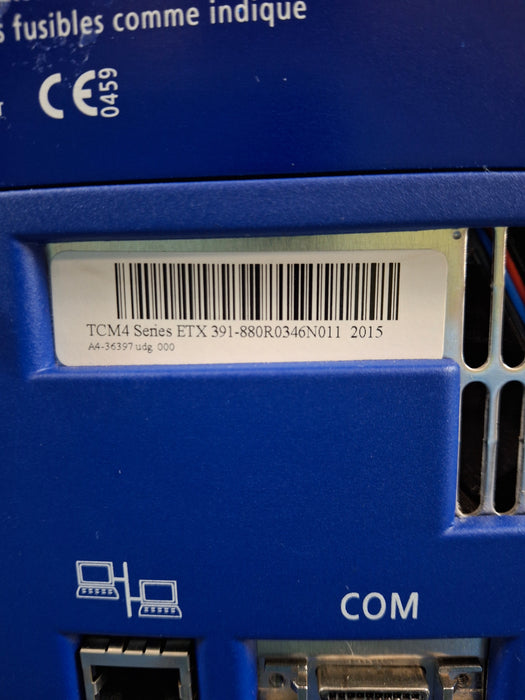 fusibles comme indique
CE
0459
TCM4 Series ETX 391-880R0346N011 2015
A4-36397 udg. 000
COM